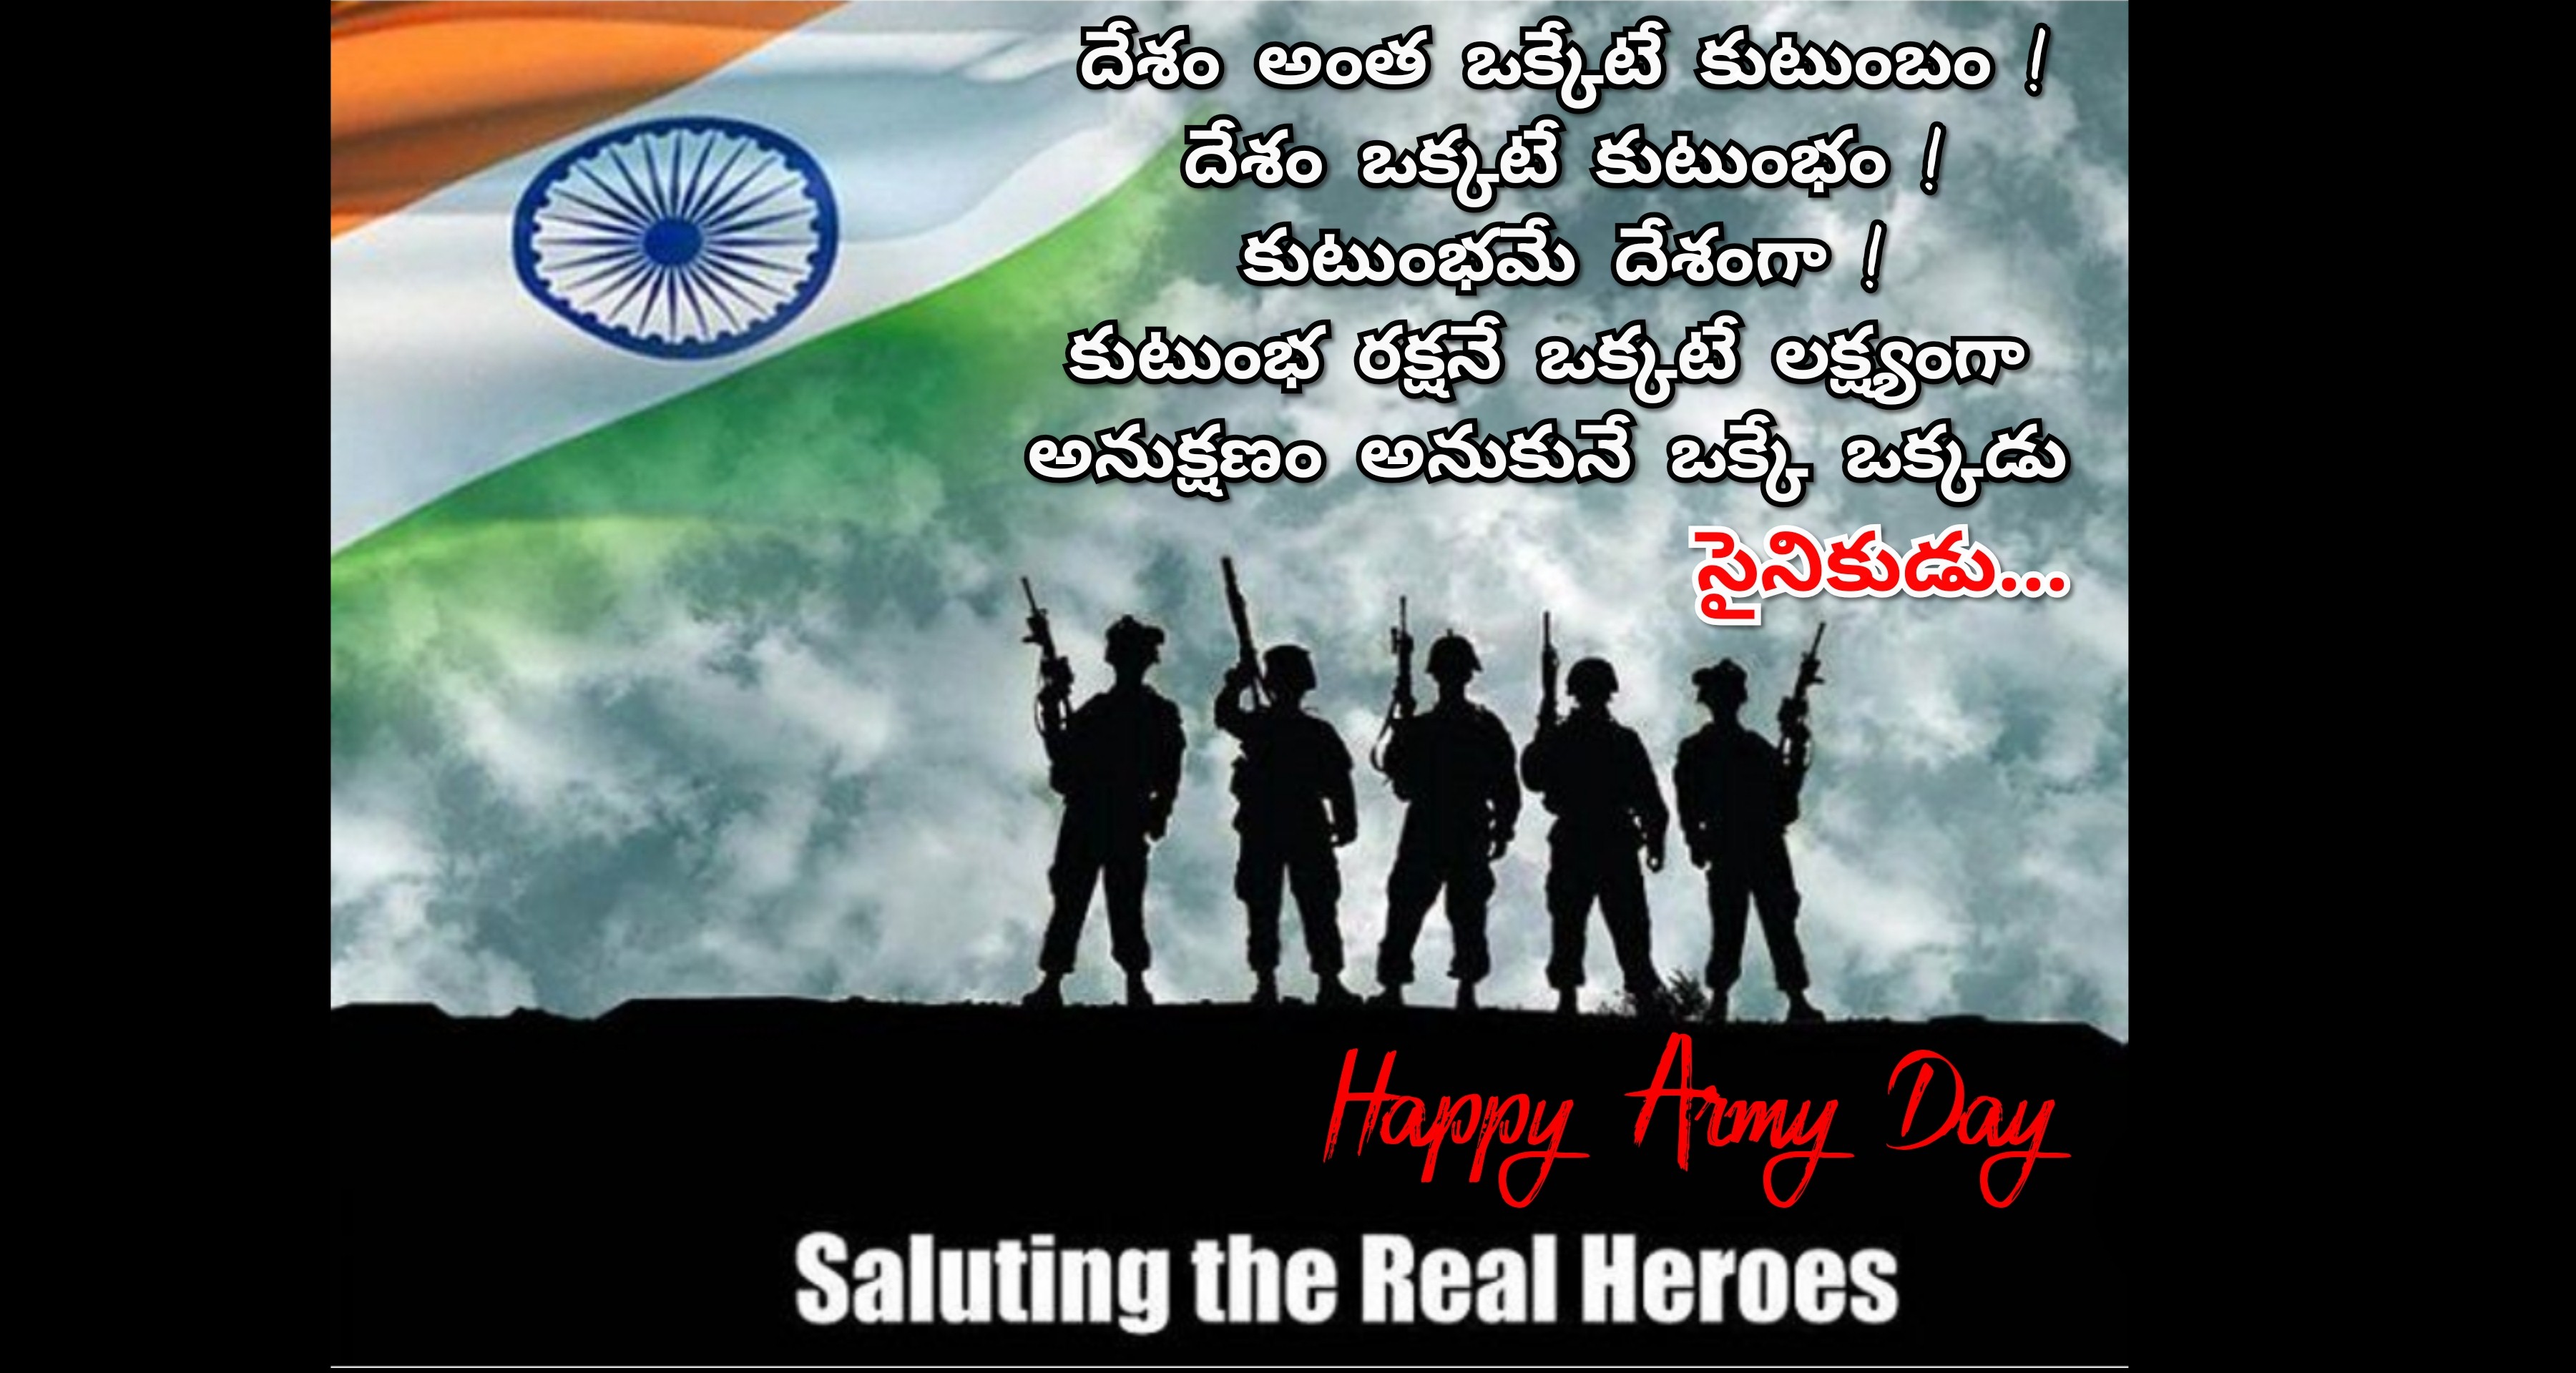 దేశం అంత ఒక్కేటే కుటుంబం !
దేశం ఒక్కటే కుటుంభం !
కుటుంభమే దేశంగా !
కుటుంభ రక్షనే ఒక్కటే లక్ష్యంగా
అనుక్షణం అనుకునే ఒక్కే ఒక్కడు
సైనికుడు...
Happy Army Day
Saluting the Real Heroes